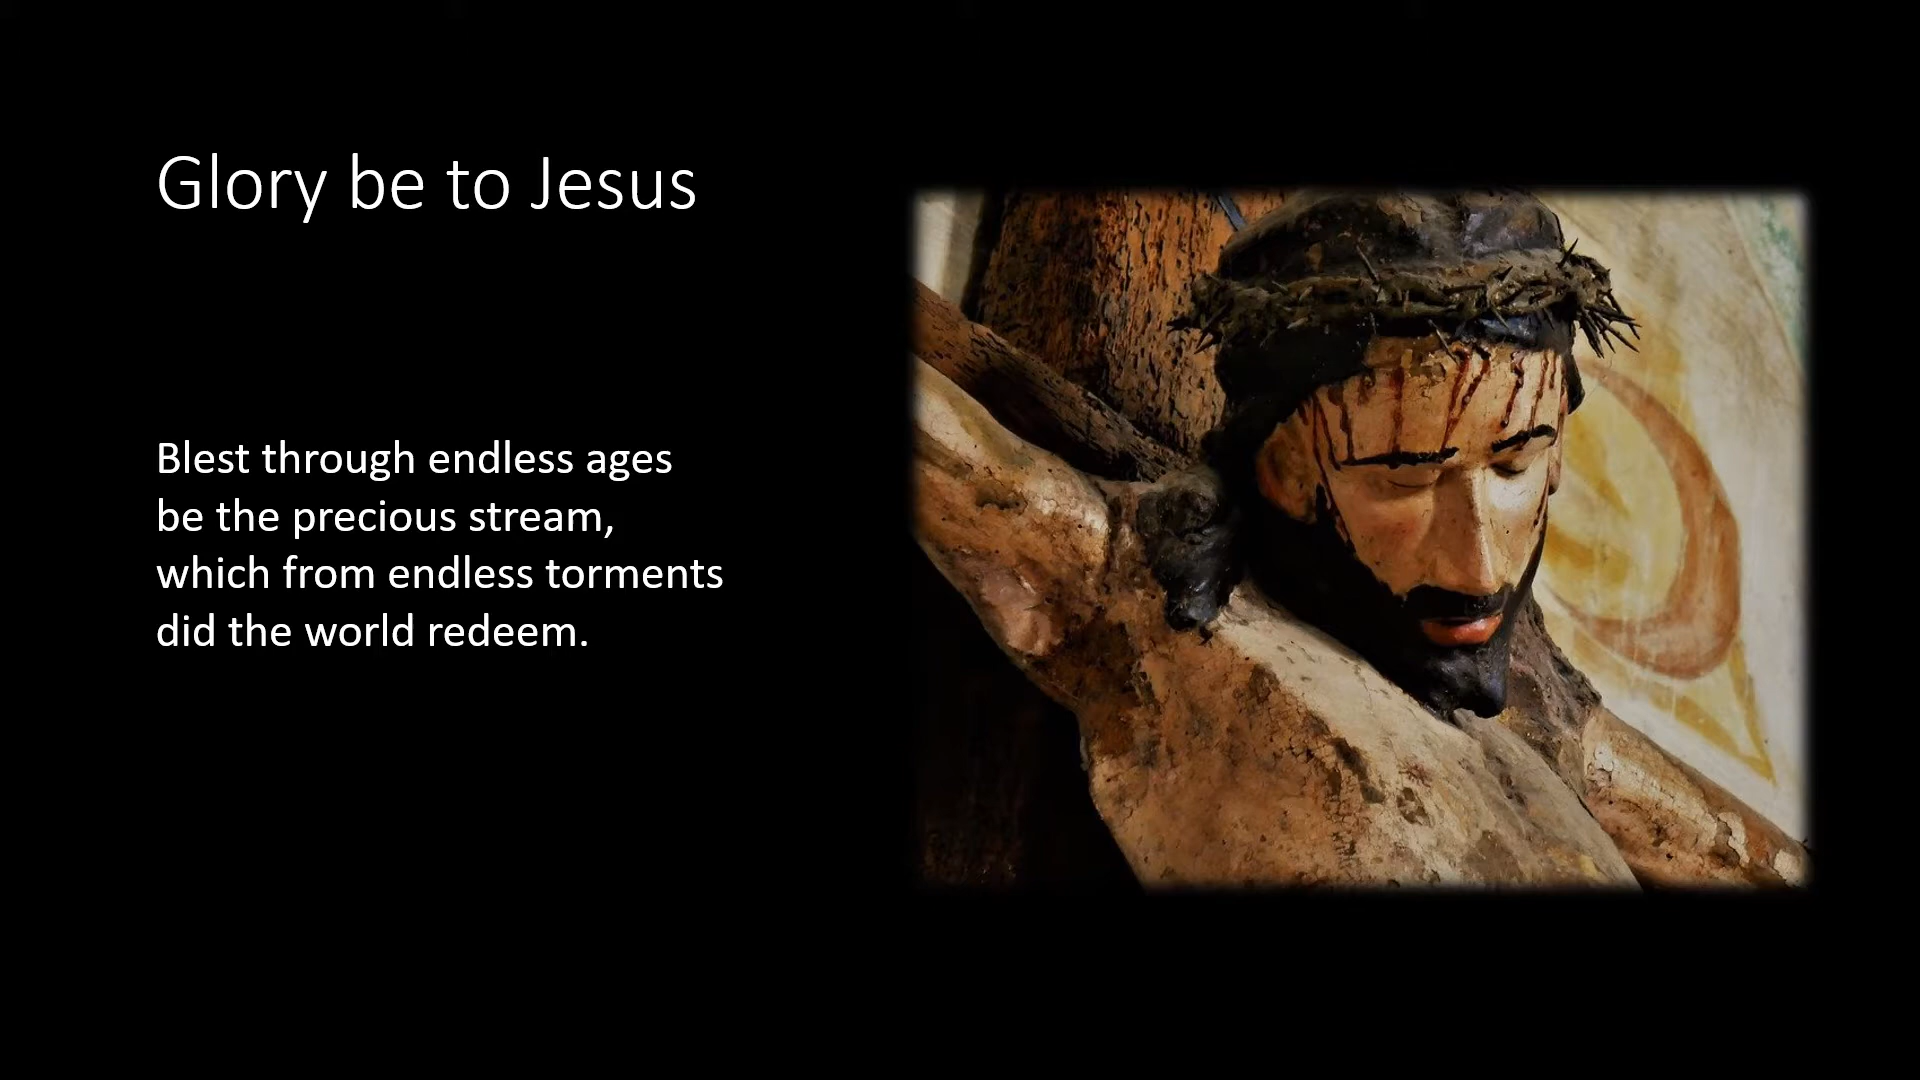 Glory be to Jesus
Blest through endless ages
be the precious stream,
which from endless torments
did the world redeem.